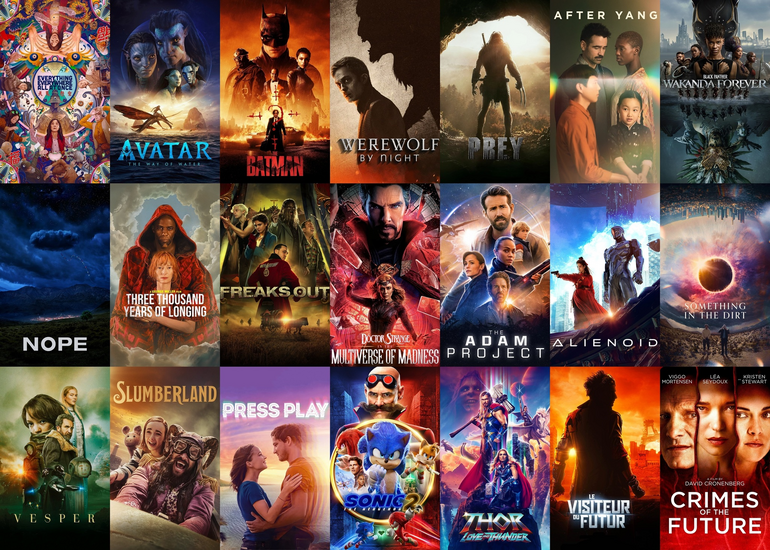 EVERYTHING
EVERYWHERE
ALL AT ONCE
AVATAR
THE WAY OF WATER
THE
BATMAN
WEREWOLF
BY NIGHT
PREY
AFTER YANG
BLACK PANTHER
WAKANDA FOREVER
NOPE
THREE THOUSAND
YEARS OF LONGING
FREAKS OUT
DOCTOR STRANGE
IN THE
MULTIVERSE OF MADNESS
THE
ADAM
PROJECT
ALIENOID
SOMETHING
IN THE DIRT
VESPER
SLUMBERLAND
PRESS PLAY
SONIC 2
THE HEDGEHOG
THOR
LOVE AND THUNDER
LE
VISITEUR
DU FUTUR
VIGGO LÉA KRISTEN
MORTENSEN SEYDOUX STEWART
A FILM BY
DAVID CRONENBERG
CRIMES
OF THE
FUTURE